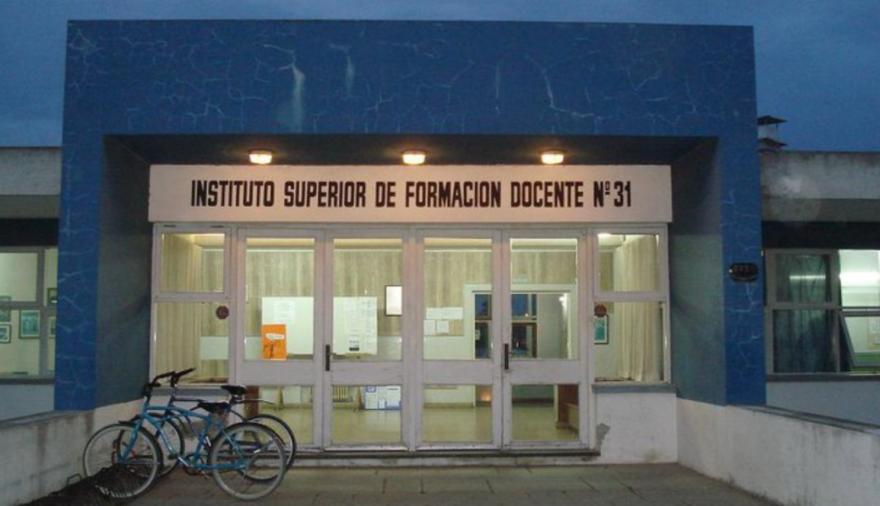 INSTITUTO SUPERIOR DE FORMACION DOCENTE Nº 31